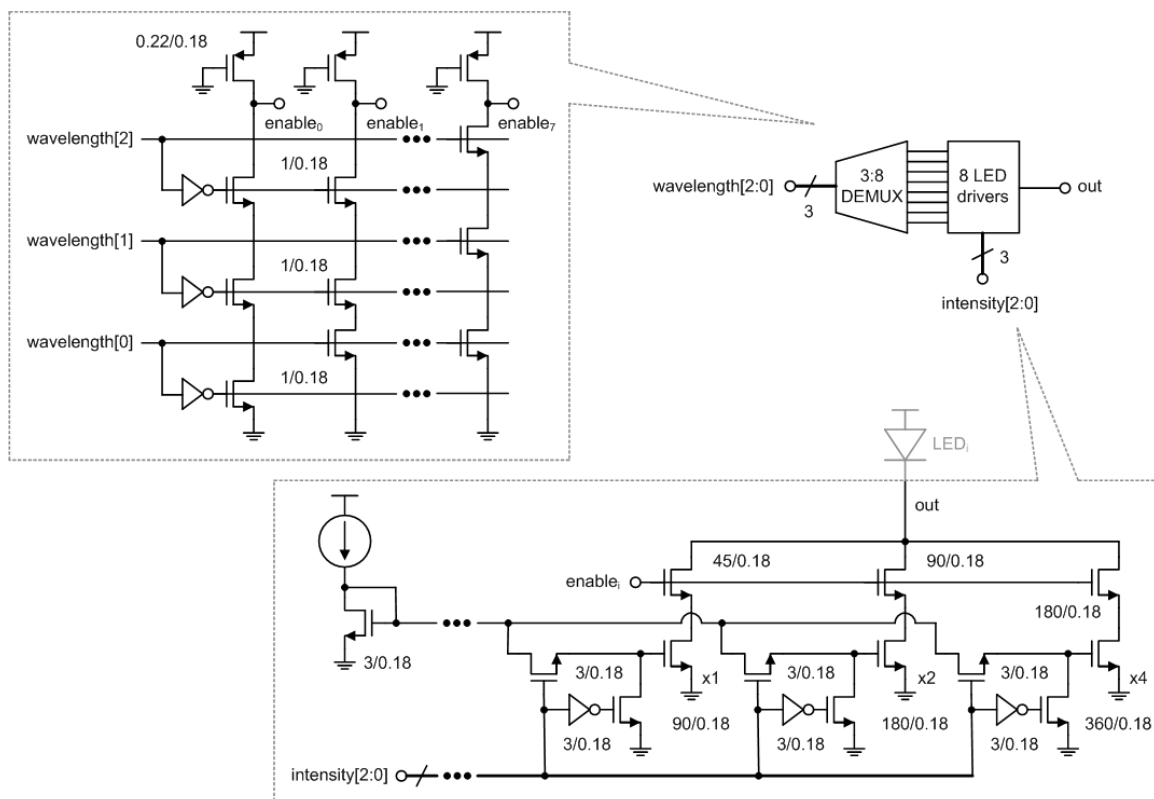 0.22/0.18
enable0 enable1 enable7
wavelength[2]
1/0.18
wavelength[1]
1/0.18
wavelength[0]
1/0.18
wavelength[2:0]
3
3:8
DEMUX
8 LED
drivers
out
3
intensity[2:0]
LEDi
out
45/0.18 90/0.18
enablei
180/0.18
3/0.18
3/0.18 x1 3/0.18 x2 3/0.18 x4
90/0.18 180/0.18 360/0.18
3/0.18 3/0.18 3/0.18
intensity[2:0]